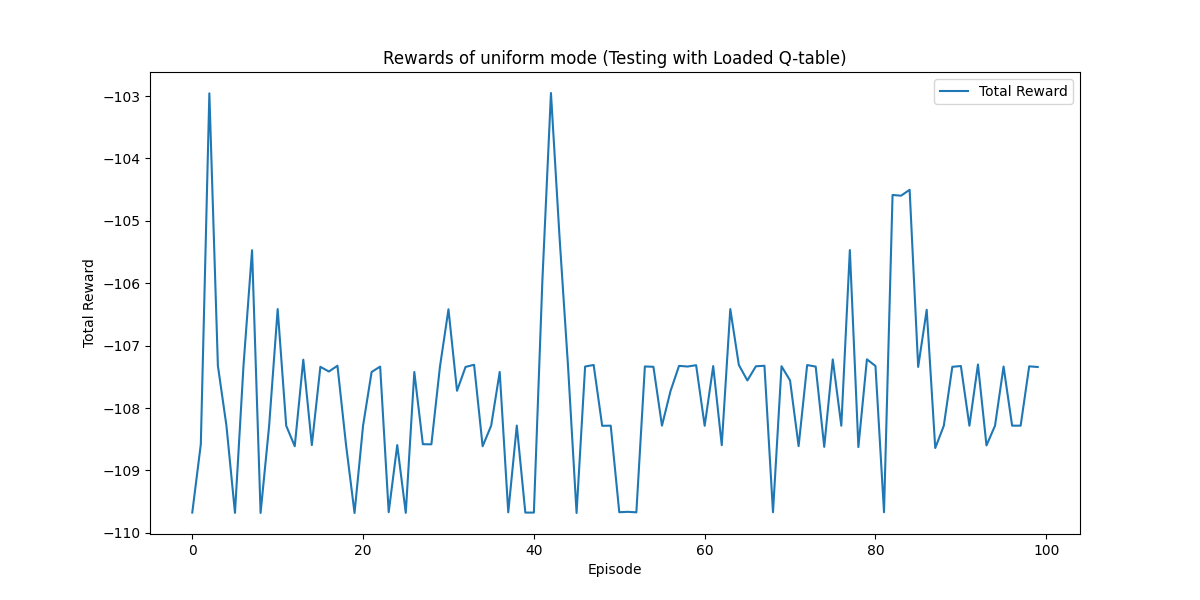 Rewards of uniform mode (Testing with Loaded Q-table)
Total Reward
Total Reward
−103
−104
−105
−106
−107
−108
−109
−110
0 20 40 60 80 100
Episode